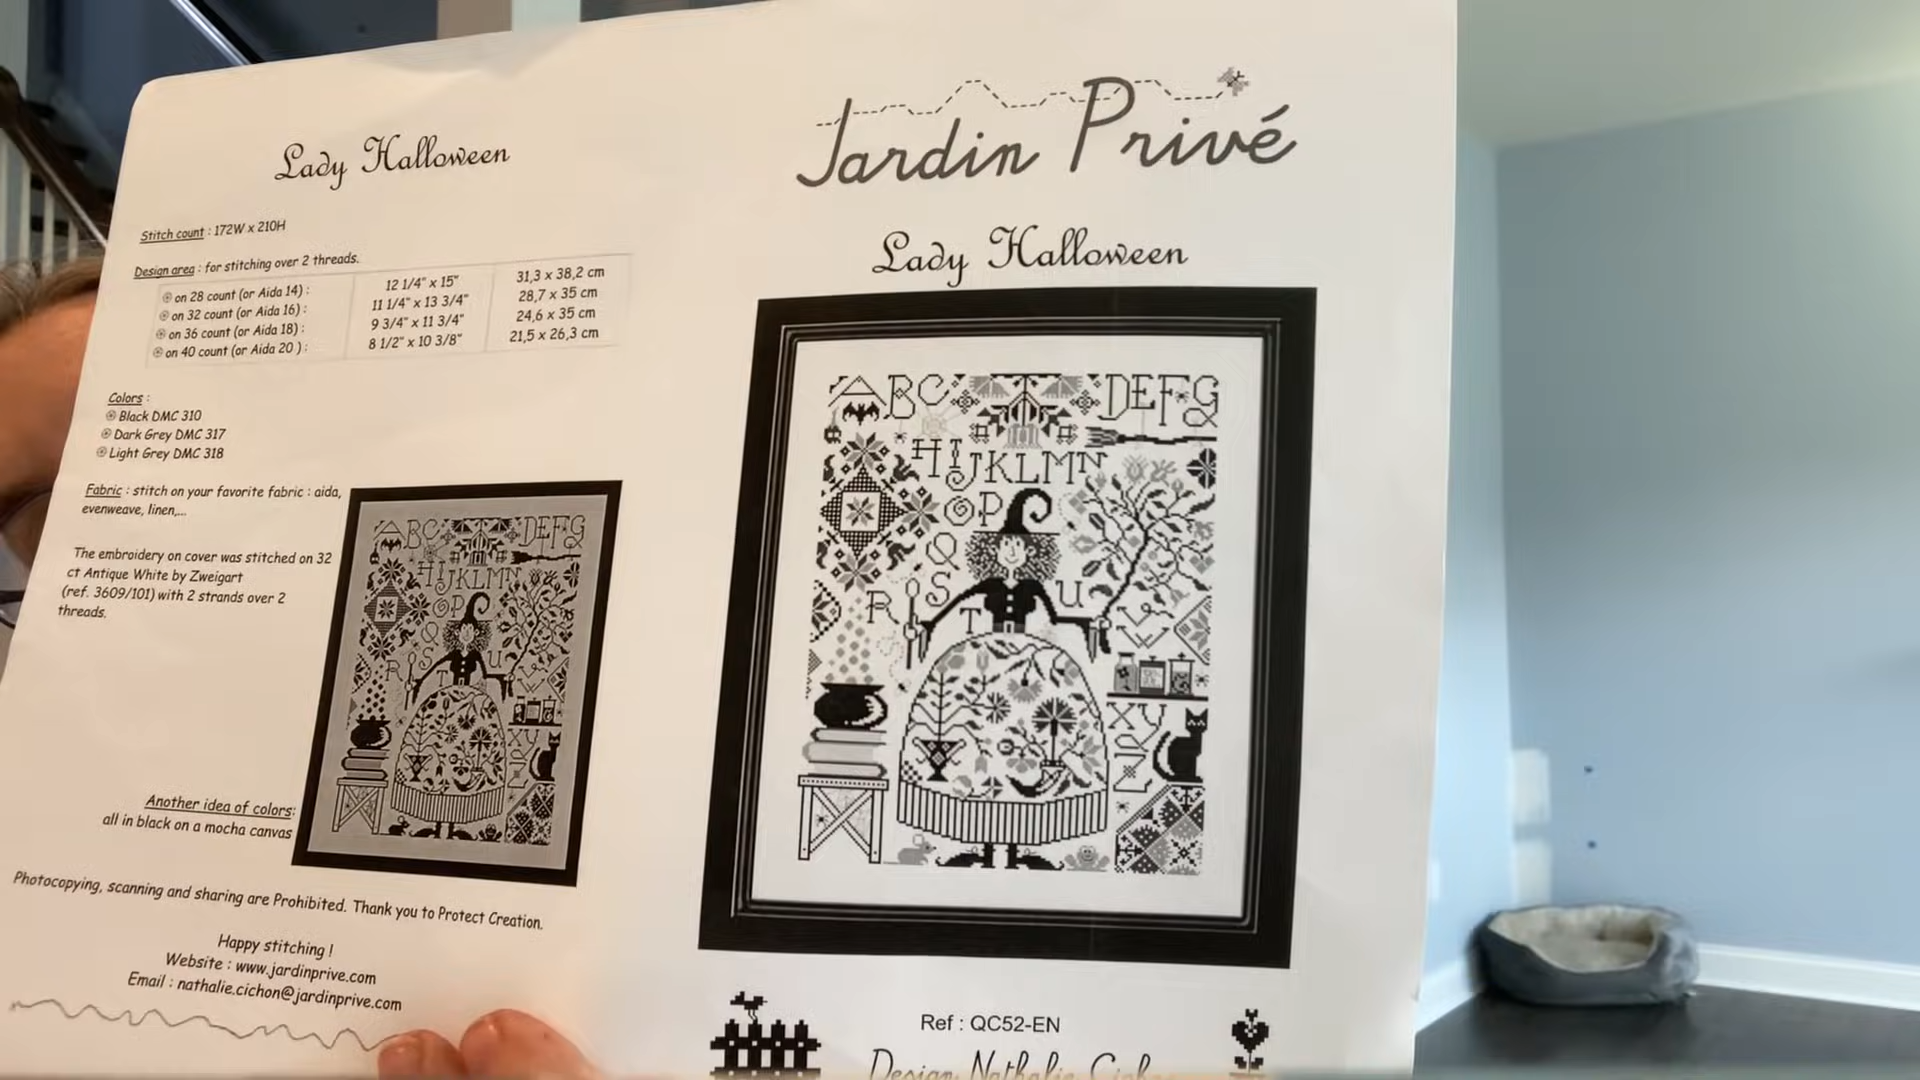 Lady Halloween
Stitch count : 172W x 210H
Design area : for stitching over 2 threads.
on 28 count (or Aida 14) : 12 1/4" x 15" 31,3 x 38,2 cm
on 32 count (or Aida 16) : 11 1/4" x 13 3/4" 28,7 x 35 cm
on 36 count (or Aida 18) : 9 3/4" x 11 3/4" 24,6 x 35 cm
on 40 count (or Aida 20 ) : 8 1/2" x 10 3/8" 21,5 x 26,3 cm
Colors :
Black DMC 310
Dark Grey DMC 317
Light Grey DMC 318
Fabric : stitch on your favorite fabric : aida,
evenweave, linen,...
The embroidery on cover was stitched on 32
ct Antique White by Zweigart
(ref. 3609/101) with 2 strands over 2
threads.
ABC DEFG
HIJKLMN
OP
Q
R S T U
XY
Z
Another idea of colors:
all in black on a mocha canvas
Photocopying, scanning and sharing are Prohibited. Thank you to Protect Creation.
Happy stitching !
Website : www.jardinprive.com
Email : nathalie.cichon@jardinprive.com
Jardin Privé
Lady Halloween
ABC DEFG
HIJKLMN
OP
Q
R S T U
V W
XY
Z
Ref : QC52-EN
Design Nathalie